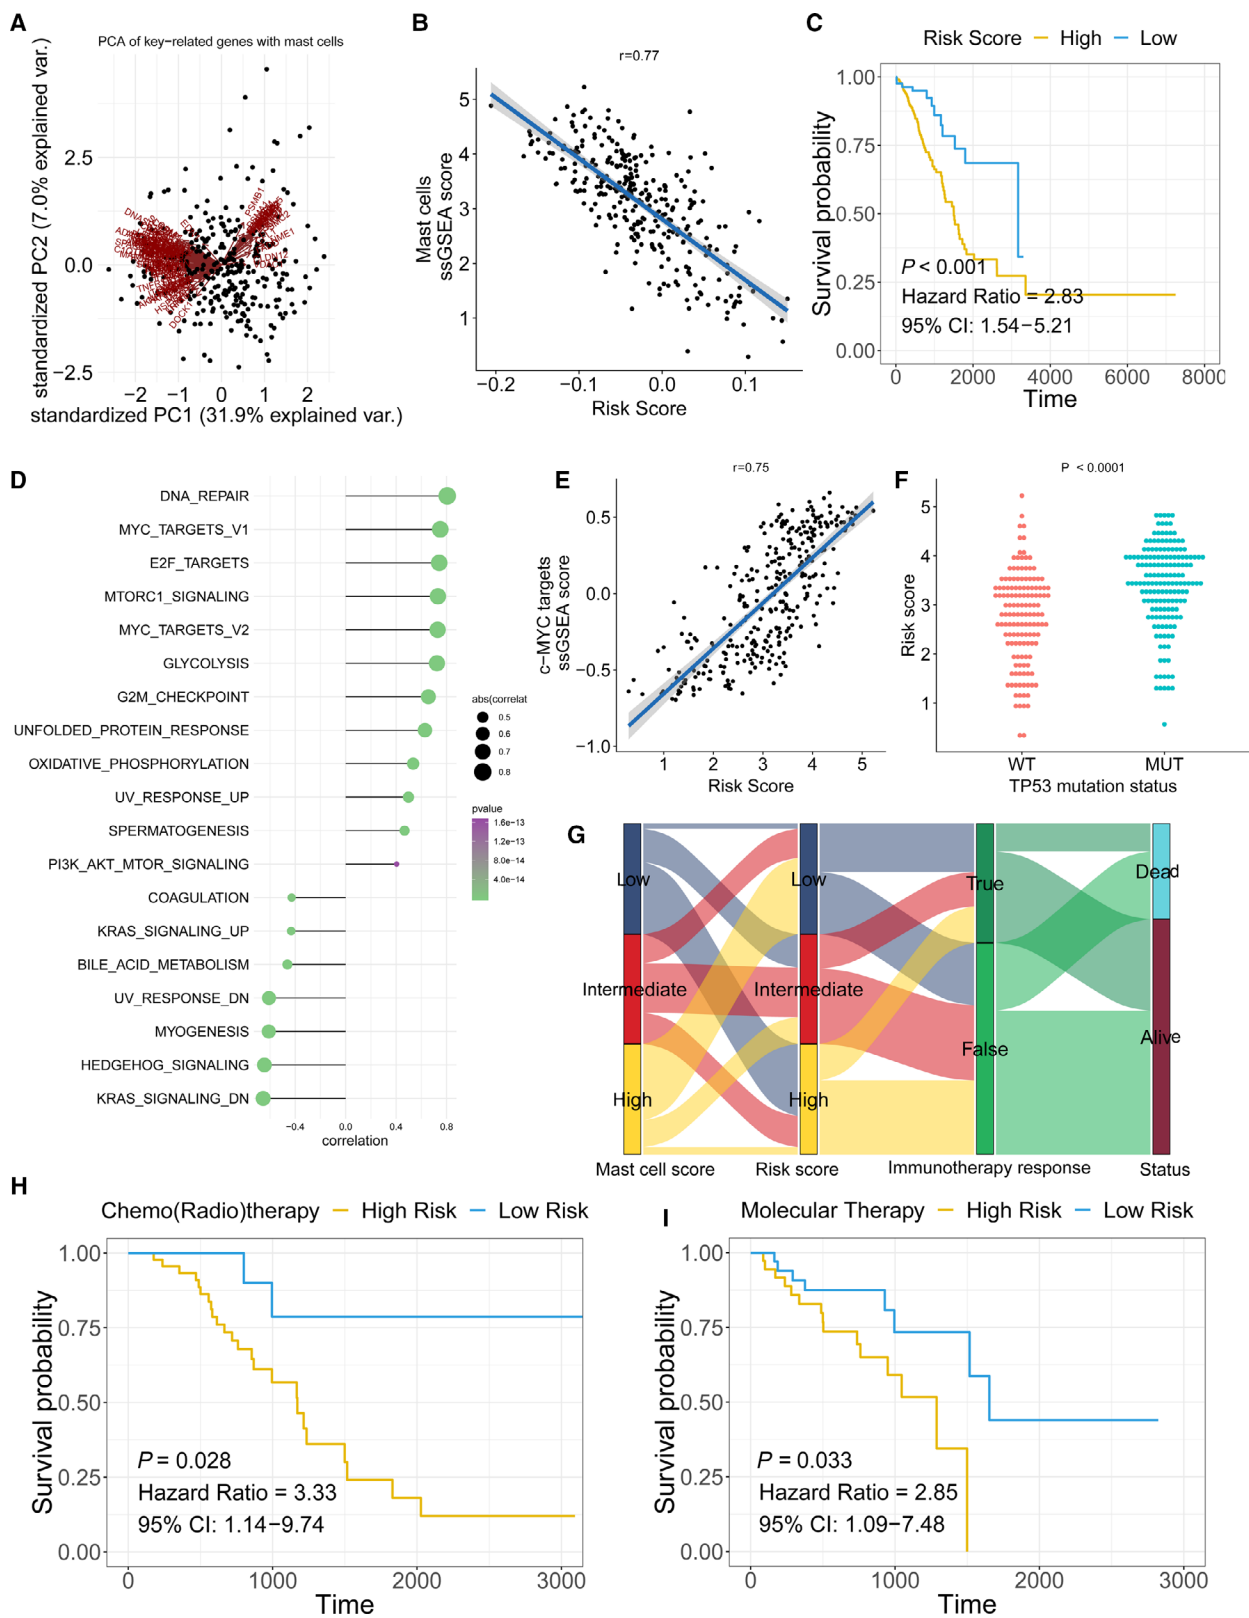 A
PCA of key-related genes with mast cells
standardized PC2 (7.0% explained var.)
2.5
0.0
−2.5
PSMB1
NME1
DOCK1
−2
−1
0
1
2
standardized PC1 (31.9% explained var.)
B
r=0.77
Mast cells
ssGSEA score
5
4
3
2
1
−0.2
−0.1
0.0
0.1
Risk Score
C
Risk Score
High
Low
Survival probability
1.00
0.75
0.50
0.25
0.00
P < 0.001
Hazard Ratio = 2.83
95% CI: 1.54−5.21
0
2000
4000
6000
8000
Time
D
DNA_REPAIR
MYC_TARGETS_V1
E2F_TARGETS
MTORC1_SIGNALING
MYC_TARGETS_V2
GLYCOLYSIS
G2M_CHECKPOINT
UNFOLDED_PROTEIN_RESPONSE
OXIDATIVE_PHOSPHORYLATION
UV_RESPONSE_UP
SPERMATOGENESIS
PI3K_AKT_MTOR_SIGNALING
COAGULATION
KRAS_SIGNALING_UP
BILE_ACID_METABOLISM
UV_RESPONSE_DN
MYOGENESIS
HEDGEHOG_SIGNALING
KRAS_SIGNALING_DN
−0.4
0.0
0.4
0.8
correlation
abs(correlat
0.5
0.6
0.7
0.8
pvalue
1.6e−13
1.2e−13
8.0e−14
4.0e−14
E
r=0.75
c−MYC targets
ssGSEA score
0.5
0.0
−0.5
−1.0
1
2
3
4
5
Risk Score
F
P < 0.0001
Risk score
5
4
3
2
1
WT
MUT
TP53 mutation status
G
Low
Intermediate
High
Low
Intermediate
High
True
False
Dead
Alive
Mast cell score
Risk score
Immunotherapy response
Status
H
Chemo(Radio)therapy
High Risk
Low Risk
Survival probability
1.00
0.75
0.50
0.25
0.00
P = 0.028
Hazard Ratio = 3.33
95% CI: 1.14−9.74
0
1000
2000
3000
Time
I
Molecular Therapy
High Risk
Low Risk
Survival probability
1.00
0.75
0.50
0.25
0.00
P = 0.033
Hazard Ratio = 2.85
95% CI: 1.09−7.48
0
1000
2000
3000
Time